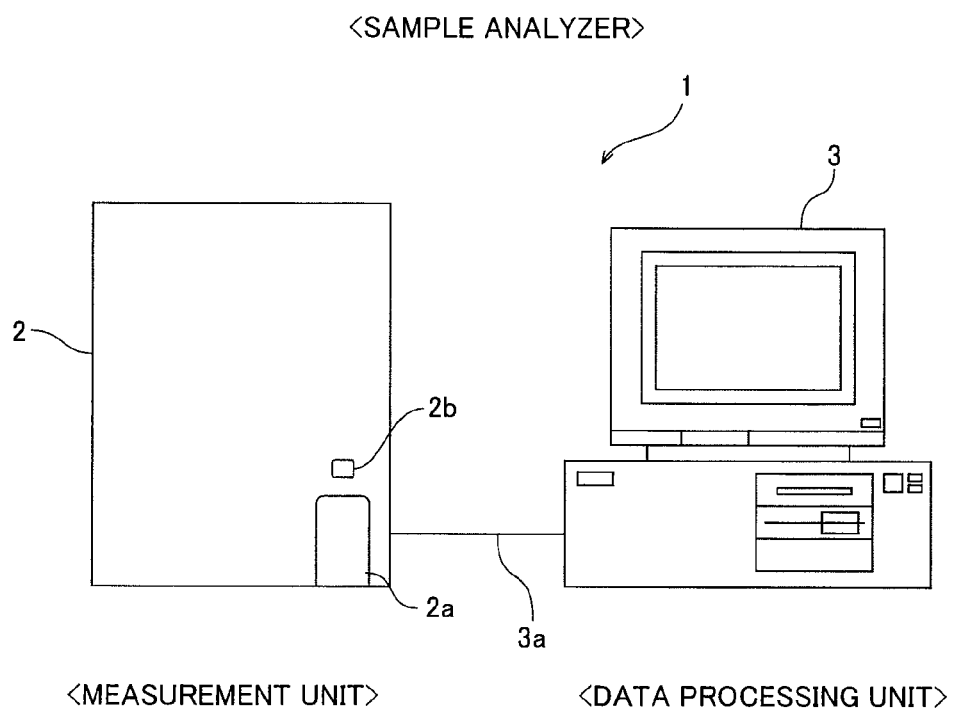 <SAMPLE ANALYZER>
1
3
2
2b
2a
3a
<MEASUREMENT UNIT>
<DATA PROCESSING UNIT>